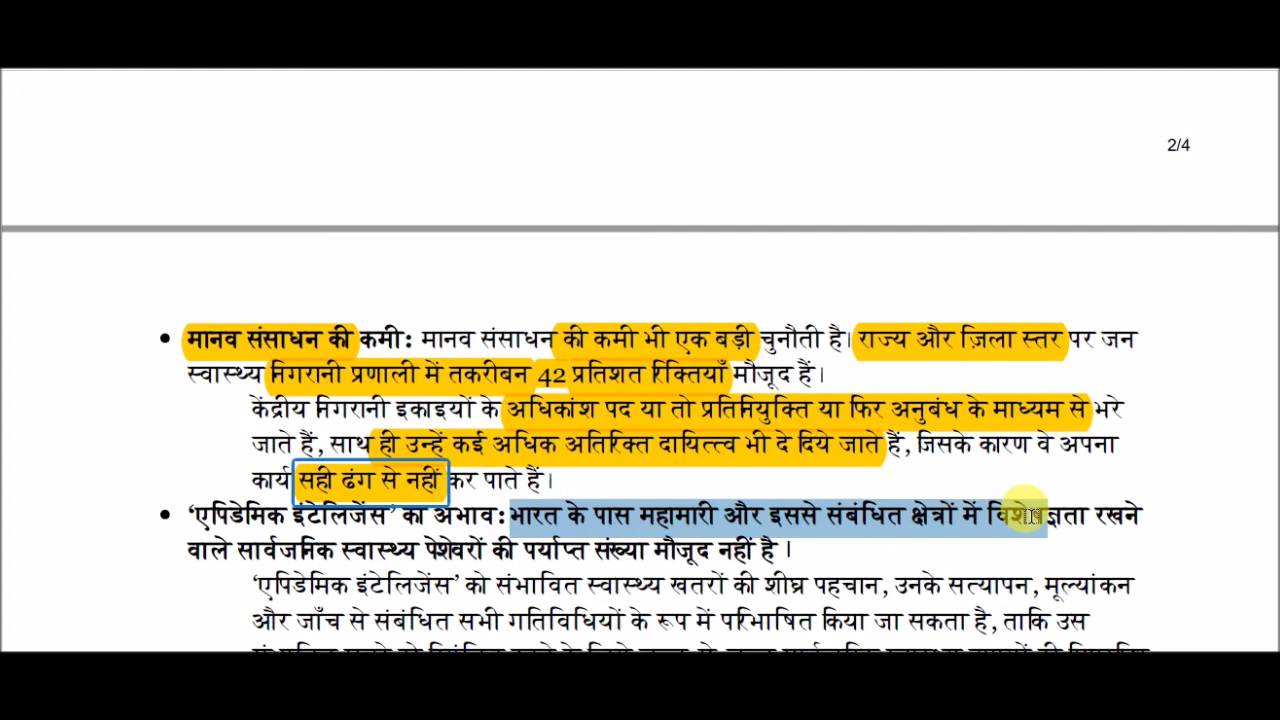 2/4
मानव संसाधन की कमी: मानव संसाधन की कमी भी एक बड़ी चुनौती है। राज्य और ज़िला स्तर पर जन
स्वास्थ्य निगरानी प्रणाली में तकरीबन 42 प्रतिशत रिक्तियाँ मौजूद हैं।
केंद्रीय निगरानी इकाइयों के अधिकांश पद या तो प्रतिनियुक्ति या फिर अनुबंध के माध्यम से भरे
जाते हैं, साथ ही उन्हें कई अधिक अतिरिक्त दायित्त्व भी दे दिये जाते हैं, जिसके कारण वे अपना
कार्य सही ढंग से नहीं कर पाते हैं।
'एपिडेमिक इंटेलिजेंस' का अभाव: भारत के पास महामारी और इससे संबंधित क्षेत्रों में विशेषज्ञता रखने
वाले सार्वजनिक स्वास्थ्य पेशेवरों की पर्याप्त संख्या मौजूद नहीं है।
'एपिडेमिक इंटेलिजेंस' को संभावित स्वास्थ्य खतरों की शीघ्र पहचान, उनके सत्यापन, मूल्यांकन
और जाँच से संबंधित सभी गतिविधियों के रूप में परिभाषित किया जा सकता है, ताकि उस